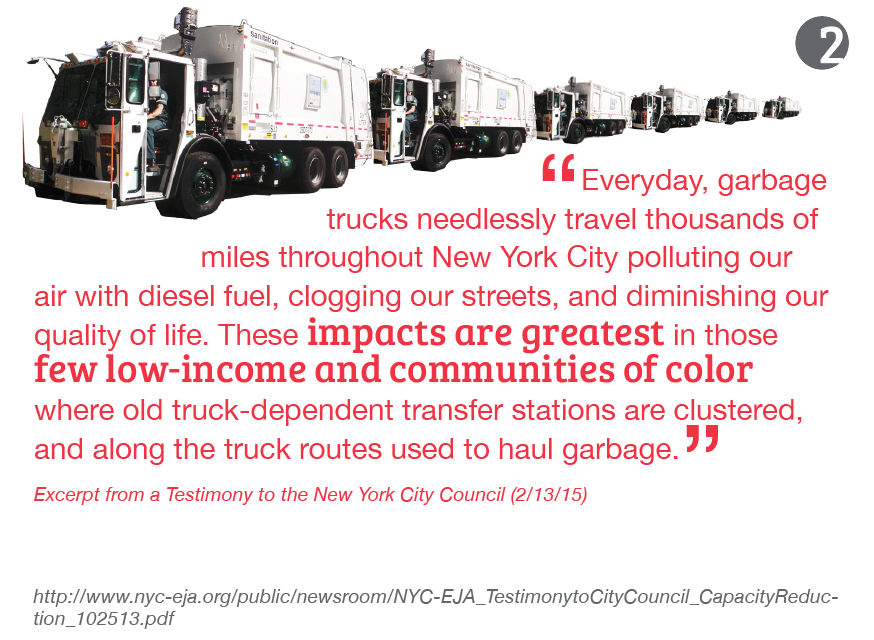 2
sanitation
“Everyday, garbage
trucks needlessly travel thousands of
miles throughout New York City polluting our
air with diesel fuel, clogging our streets, and diminishing our
quality of life. These impacts are greatest in those
few low-income and communities of color
where old truck-dependent transfer stations are clustered,
and along the truck routes used to haul garbage.”
Excerpt from a Testimony to the New York City Council (2/13/15)
http://www.nyc-eja.org/public/newsroom/NYC-EJA_TestimonytoCityCouncil_CapacityReduc-
tion_102513.pdf